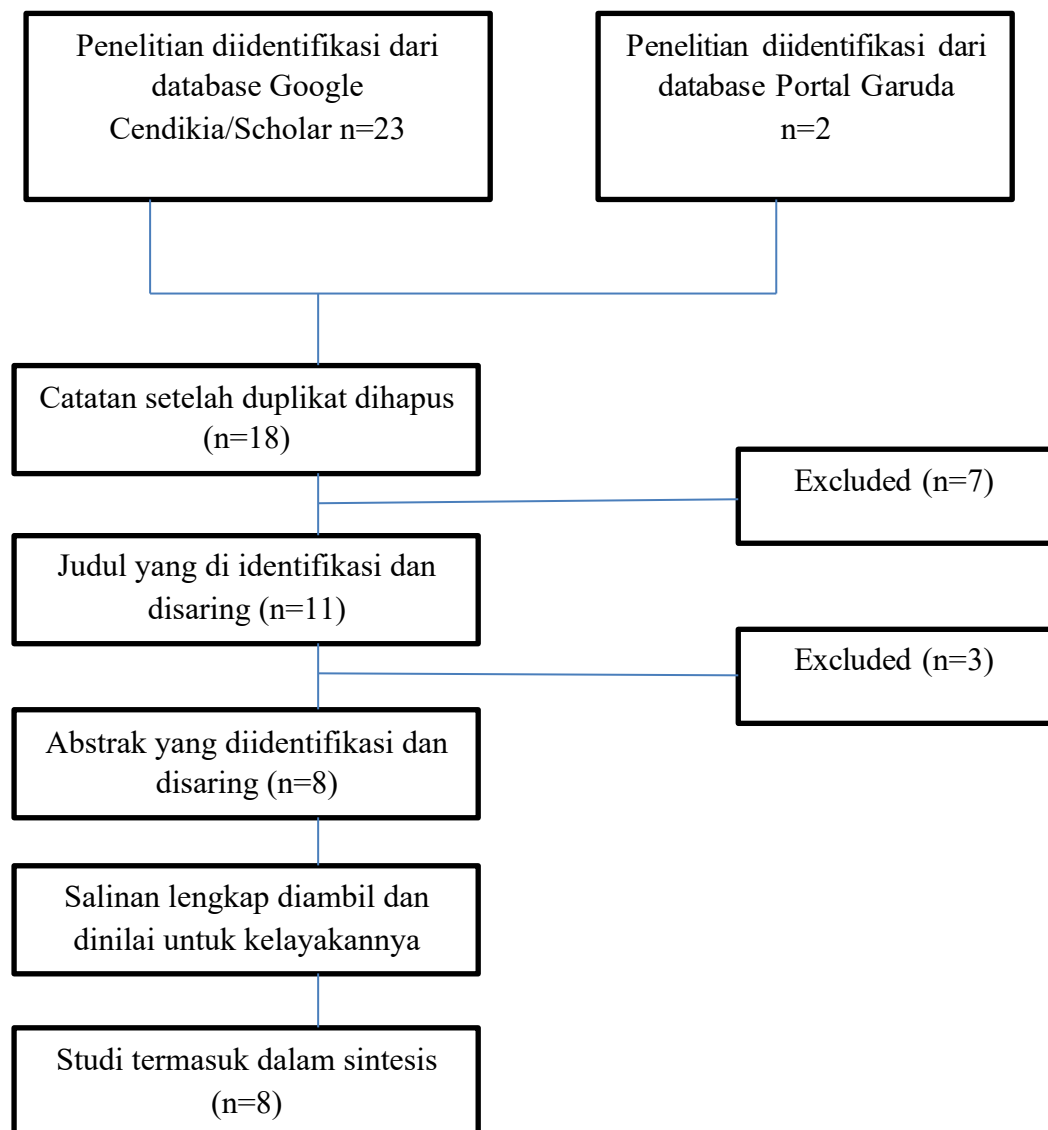 Penelitian diidentifikasi dari
database Google
Cendikia/Scholar n=23
Penelitian diidentifikasi dari
database Portal Garuda
n=2
Catatan setelah duplikat dihapus
(n=18)
Excluded (n=7)
Judul yang di identifikasi dan
disaring (n=11)
Excluded (n=3)
Abstrak yang diidentifikasi dan
disaring (n=8)
Salinan lengkap diambil dan
dinilai untuk kelayakannya
Studi termasuk dalam sintesis
(n=8)